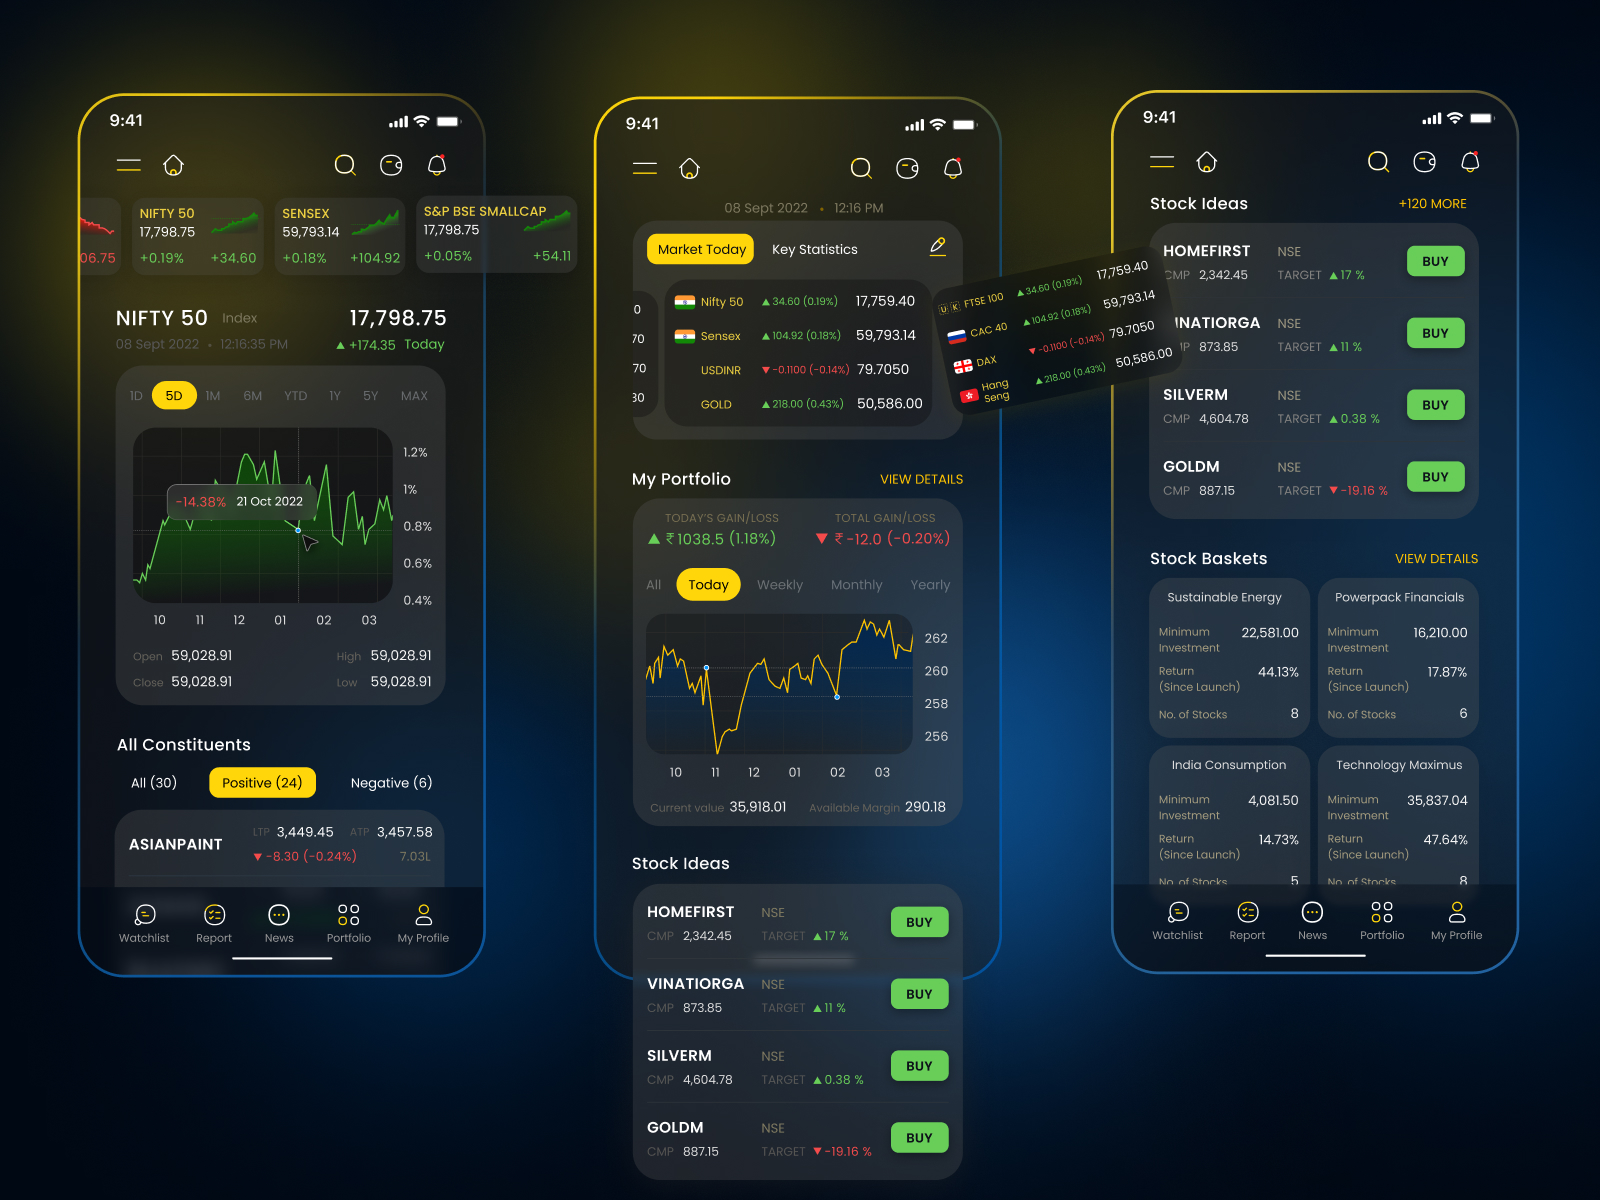 9:41
NIFTY 50
17,798.75
+0.19% +34.60
SENSEX
59,793.14
+0.18% +104.92
S&P BSE SMALLCAP
17,798.75
+0.05% +54.11
06.75
NIFTY 50 Index 17,798.75
08 Sept 2022 • 12:16:35 PM ▲ +174.35 Today
1D 5D 1M 6M YTD 1Y 5Y MAX
1.2%
1%
-14.38% 21 Oct 2022
0.8%
0.6%
0.4%
10 11 12 01 02 03
Open 59,028.91 High 59,028.91
Close 59,028.91 Low 59,028.91
All Constituents
All (30) Positive (24) Negative (6)
ASIANPAINT LTP 3,449.45 ATP 3,457.58
▼ -8.30 (-0.24%) 7.03L
Watchlist Report News Portfolio My Profile
9:41
08 Sept 2022 • 12:16 PM
Market Today Key Statistics
0 Nifty 50 ▲ 34.60 (0.19%) 17,759.40
70 Sensex ▲ 104.92 (0.18%) 59,793.14
70 USDINR ▼ -0.1100 (-0.14%) 79.7050
30 GOLD ▲ 218.00 (0.43%) 50,586.00
UK FTSE 100 ▲ 34.60 (0.19%) 17,759.40
CAC 40 ▲ 104.92 (0.18%) 59,793.14
DAX ▼ -0.1100 (-0.14%) 79.7050
Hang Seng ▲ 218.00 (0.43%) 50,586.00
My Portfolio VIEW DETAILS
TODAY'S GAIN/LOSS TOTAL GAIN/LOSS
▲ ₹ 1038.5 (1.18%) ▼ ₹ -12.0 (-0.20%)
All Today Weekly Monthly Yearly
262
260
258
256
10 11 12 01 02 03
Current value 35,918.01 Available Margin 290.18
Stock Ideas
HOMEFIRST NSE BUY
CMP 2,342.45 TARGET ▲ 17 %
VINATIORGA NSE BUY
CMP 873.85 TARGET ▲ 11 %
SILVERM NSE BUY
CMP 4,604.78 TARGET ▲ 0.38 %
GOLDM NSE BUY
CMP 887.15 TARGET ▼ -19.16 %
9:41
Stock Ideas +120 MORE
HOMEFIRST NSE BUY
CMP 2,342.45 TARGET ▲ 17 %
INATIORGA NSE BUY
873.85 TARGET ▲ 11 %
SILVERM NSE BUY
CMP 4,604.78 TARGET ▲ 0.38 %
GOLDM NSE BUY
CMP 887.15 TARGET ▼ -19.16 %
Stock Baskets VIEW DETAILS
Sustainable Energy
Minimum Investment 22,581.00
Return (Since Launch) 44.13%
No. of Stocks 8
Powerpack Financials
Minimum Investment 16,210.00
Return (Since Launch) 17.87%
No. of Stocks 6
India Consumption
Minimum Investment 4,081.50
Return (Since Launch) 14.73%
No. of Stocks 5
Technology Maximus
Minimum Investment 35,837.04
Return (Since Launch) 47.64%
No. of Stocks 8
Watchlist Report News Portfolio My Profile